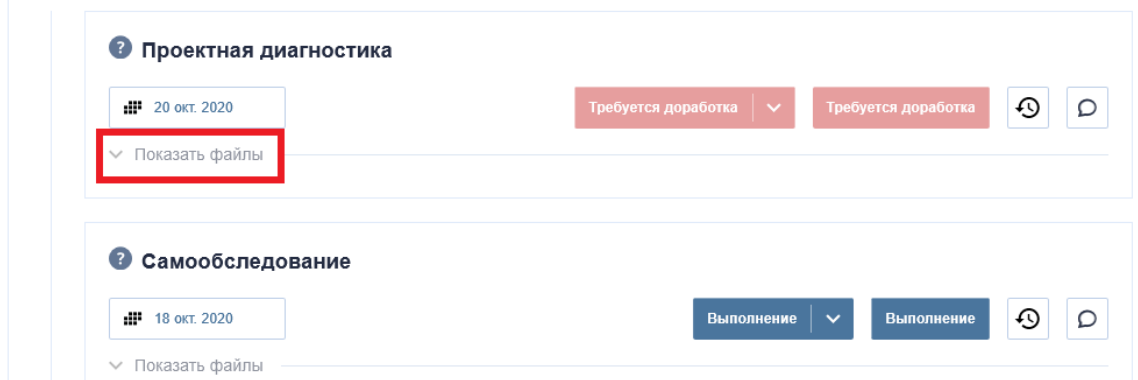 ? Проектная диагностика
20 окт. 2020 Требуется доработка Требуется доработка
Показать файлы
? Самообследование
18 окт. 2020 Выполнение Выполнение
Показать файлы